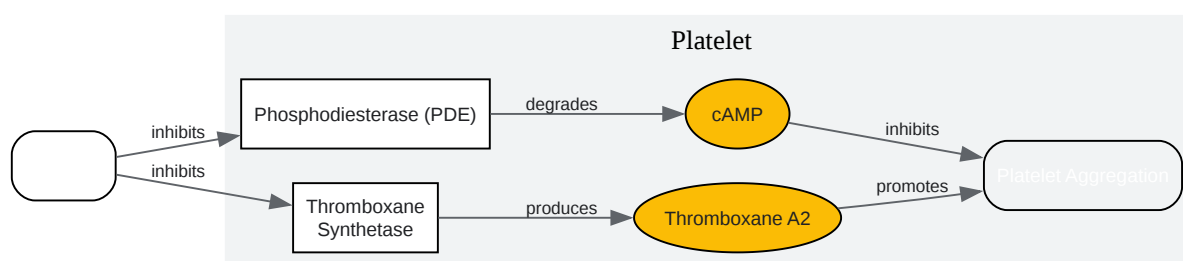 Platelet
Phosphodiesterase (PDE)
degrades
cAMP
inhibits
inhibits
inhibits
Platelet Aggregation
Thromboxane
Synthetase
produces
Thromboxane A2
promotes